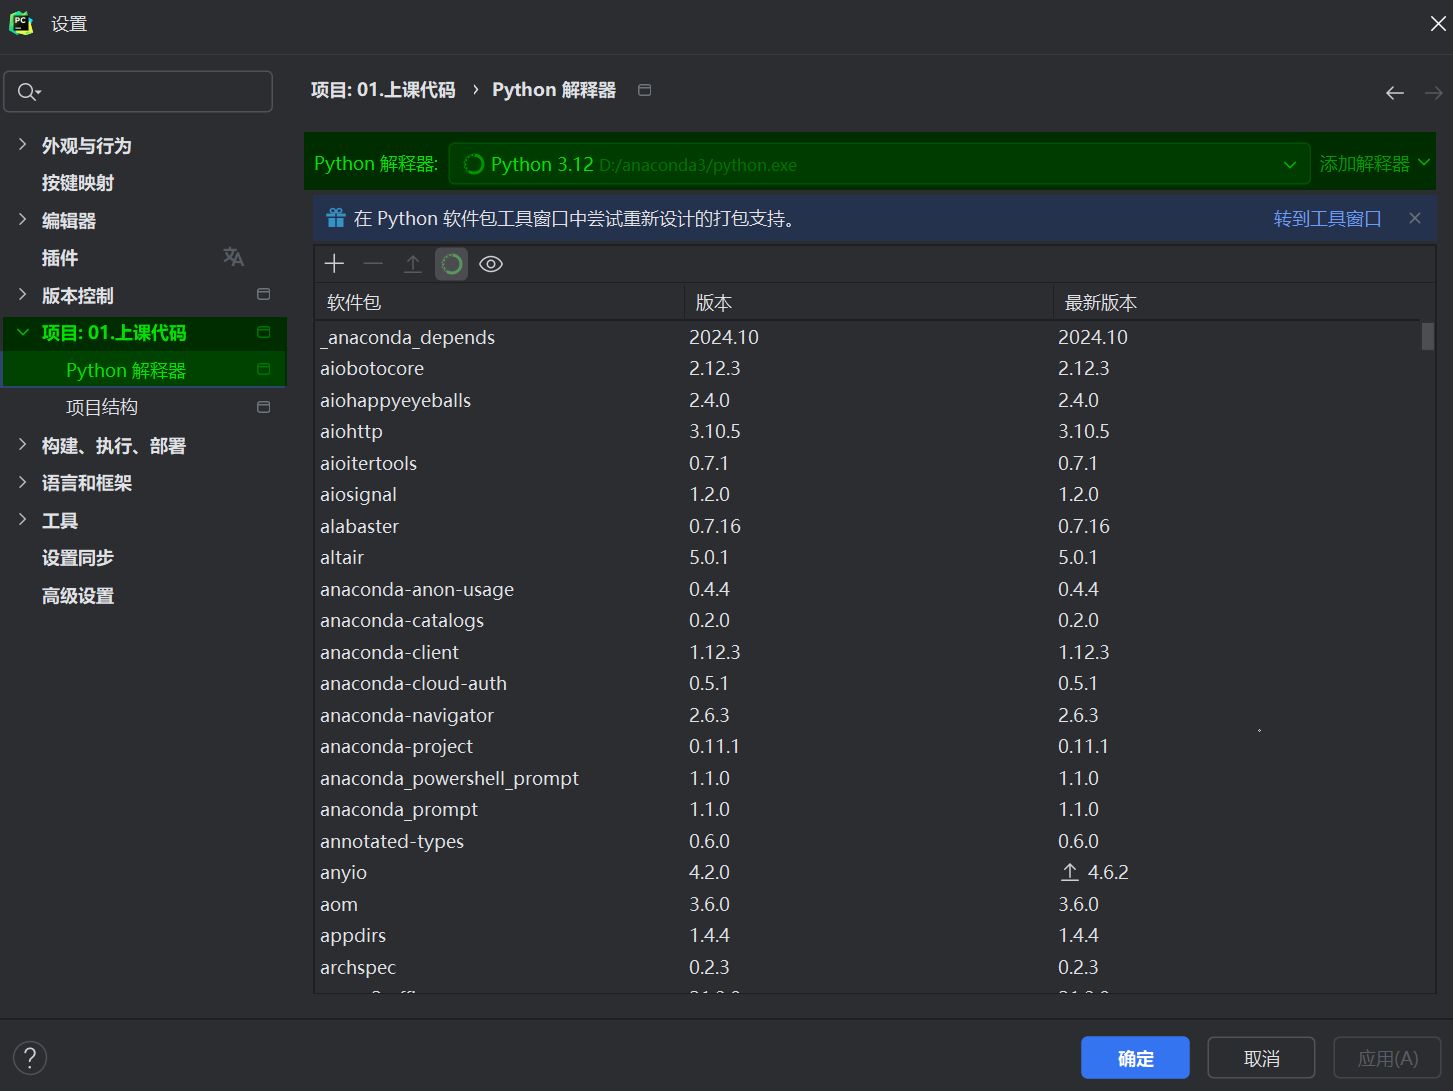 设置
项目: 01.上课代码 › Python 解释器
外观与行为
按键映射
编辑器
插件
版本控制
项目: 01.上课代码
Python 解释器
项目结构
构建、执行、部署
语言和框架
工具
设置同步
高级设置
Python 解释器: Python 3.12 D:/anaconda3/python.exe 添加解释器
在 Python 软件包工具窗口中尝试重新设计的打包支持。 转到工具窗口
软件包 版本 最新版本
_anaconda_depends 2024.10 2024.10
aiobotocore 2.12.3 2.12.3
aiohappyeyeballs 2.4.0 2.4.0
aiohttp 3.10.5 3.10.5
aioitertools 0.7.1 0.7.1
aiosignal 1.2.0 1.2.0
alabaster 0.7.16 0.7.16
altair 5.0.1 5.0.1
anaconda-anon-usage 0.4.4 0.4.4
anaconda-catalogs 0.2.0 0.2.0
anaconda-client 1.12.3 1.12.3
anaconda-cloud-auth 0.5.1 0.5.1
anaconda-navigator 2.6.3 2.6.3
anaconda-project 0.11.1 0.11.1
anaconda_powershell_prompt 1.1.0 1.1.0
anaconda_prompt 1.1.0 1.1.0
annotated-types 0.6.0 0.6.0
anyio 4.2.0 4.6.2
aom 3.6.0 3.6.0
appdirs 1.4.4 1.4.4
archspec 0.2.3 0.2.3
? 确定 取消 应用(A)